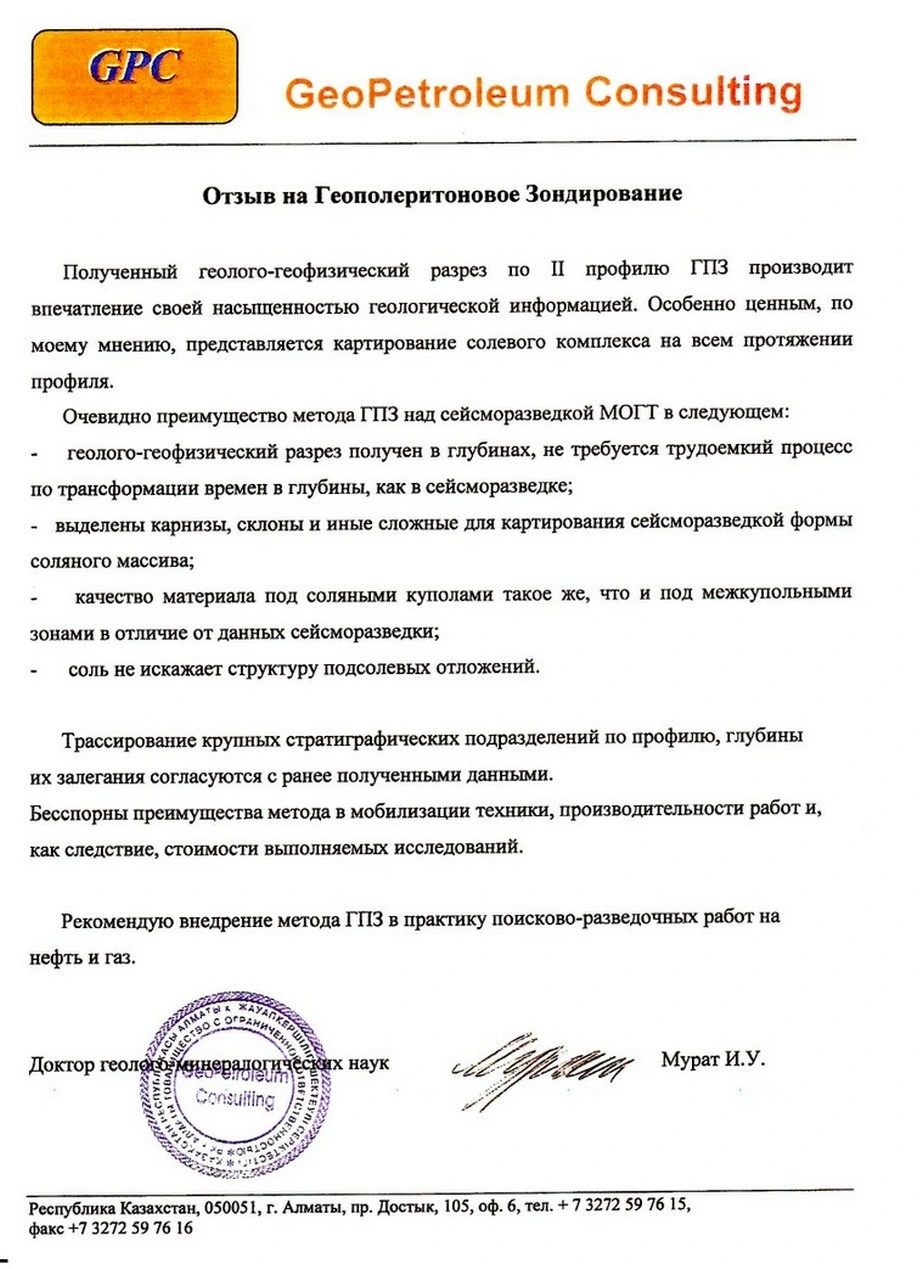 GPC
GeoPetroleum Consulting
Отзыв на Геополеритоновое Зондирование
Полученный геолого-геофизический разрез по II профилю ГПЗ производит
впечатление своей насыщенностью геологической информацией. Особенно ценным, по
моему мнению, представляется картирование солевого комплекса на всем протяжении
профиля.
Очевидно преимущество метода ГПЗ над сейсморазведкой МОГТ в следующем:
- геолого-геофизический разрез получен в глубинах, не требуется трудоемкий процесс
по трансформации времен в глубины, как в сейсморазведке;
- выделены карнизы, склоны и иные сложные для картирования сейсморазведкой формы
соляного массива;
- качество материала под соляными куполами такое же, что и под межкупольными
зонами в отличие от данных сейсморазведки;
- соль не искажает структуру подсолевых отложений.
Трассирование крупных стратиграфических подразделений по профилю, глубины
их залегания согласуются с ранее полученными данными.
Бесспорны преимущества метода в мобилизации техники, производительности работ и,
как следствие, стоимости выполняемых исследований.
Рекомендую внедрение метода ГПЗ в практику поисково-разведочных работ на
нефть и газ.
Доктор геолого-минералогических наук
Мурат И.У.
GeoPetroleum
Consulting
ТОВАРИЩЕСТВО С ОГРАНИЧЕННОЙ ОТВЕТСТВЕННОСТЬЮ
Республика Казахстан, 050051, г. Алматы, пр. Достык, 105, оф. 6, тел. + 7 3272 59 76 15,
факс +7 3272 59 76 16